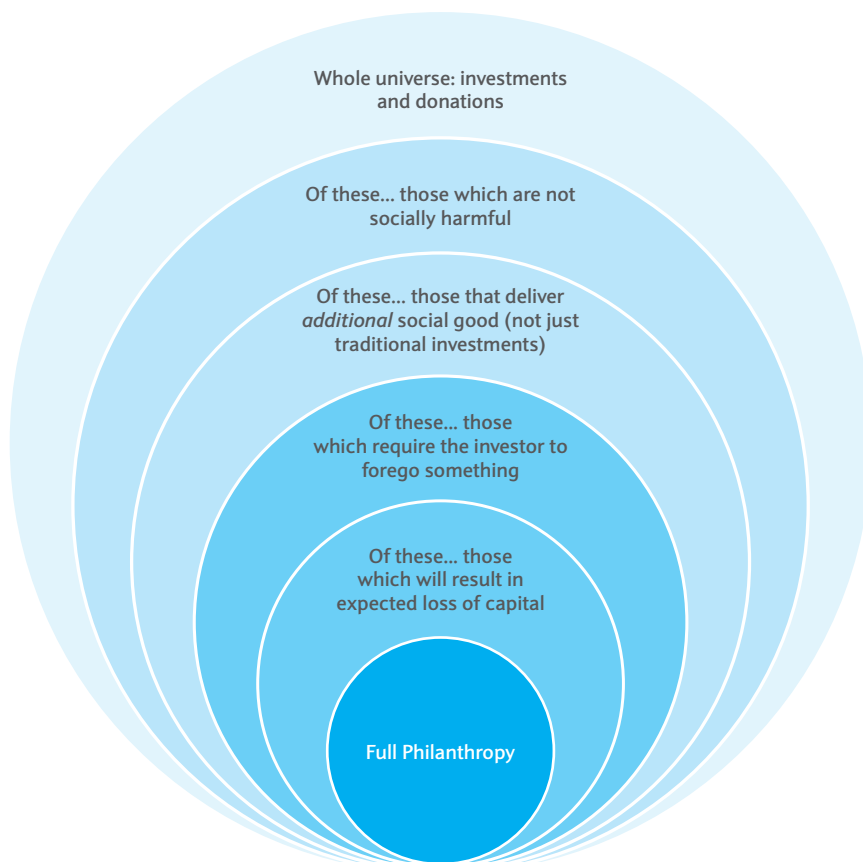 Whole universe: investments
and donations
Of these... those which are not
socially harmful
Of these... those that deliver
additional social good (not just
traditional investments)
Of these... those
which require the investor to
forego something
Of these... those
which will result in
expected loss of capital
Full Philanthropy